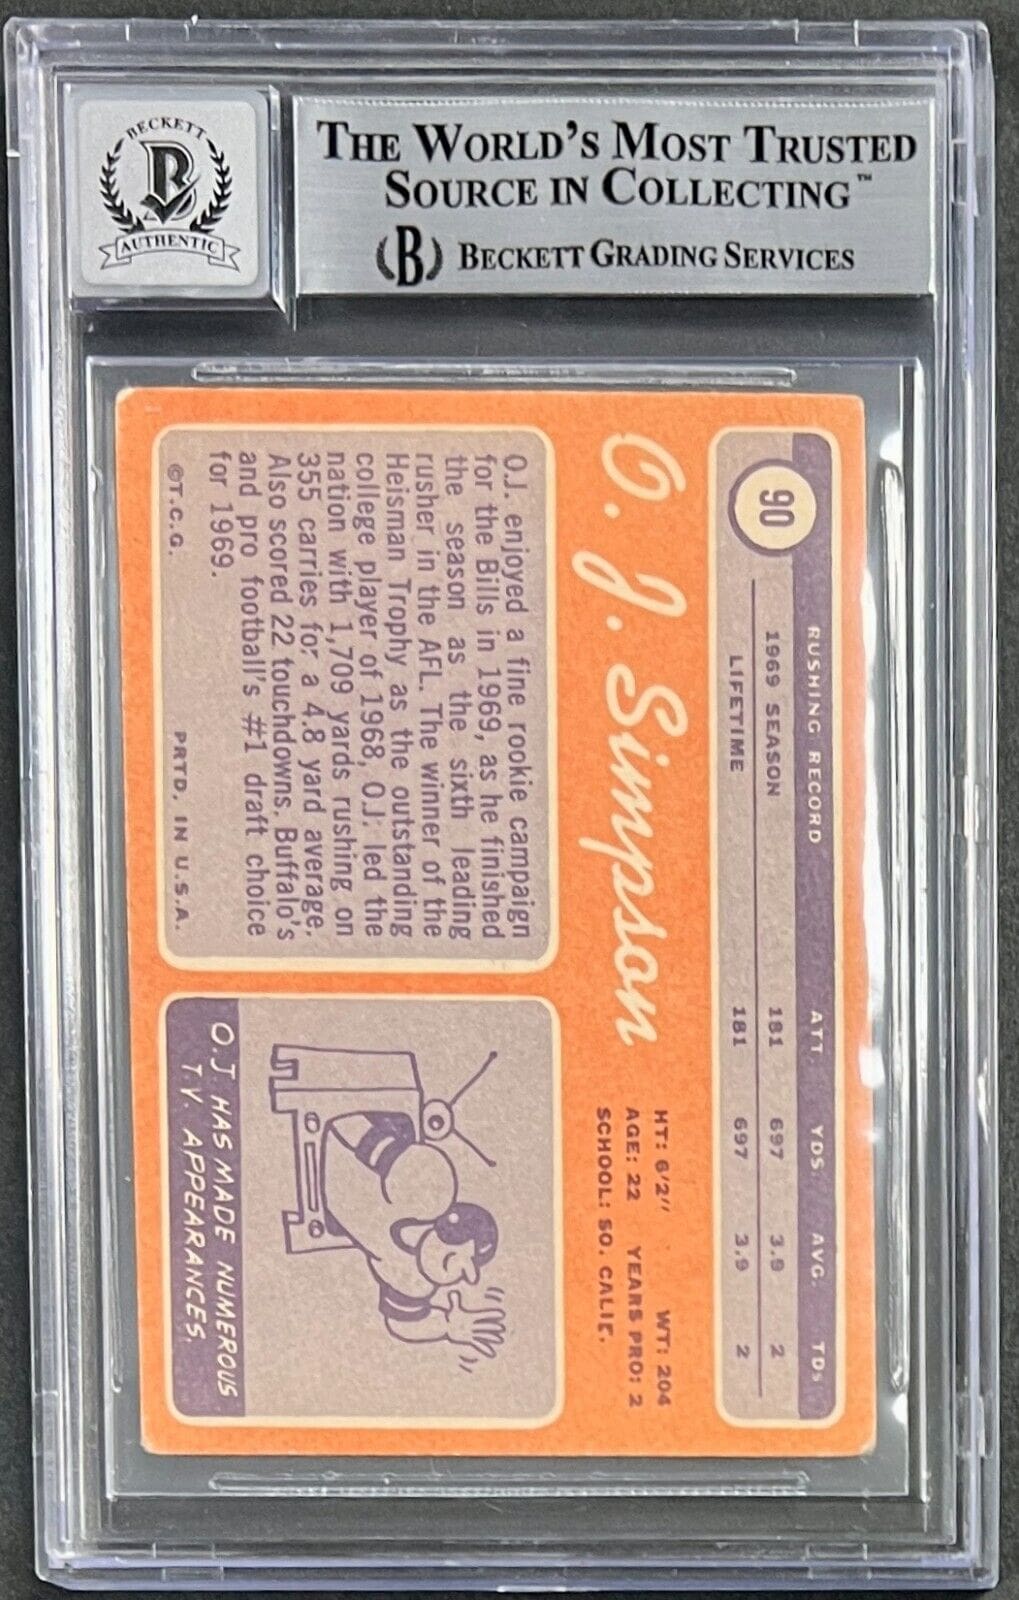 BECKETT
B
AUTHENTIC
THE WORLD'S MOST TRUSTED
SOURCE IN COLLECTING™
(B) BECKETT GRADING SERVICES
90
RUSHING RECORD ATT. YDS. AVG. TDs
1969 SEASON 181 697 3.9 2
LIFETIME 181 697 3.9 2
O. J. Simpson
HT: 6'2" WT: 204
AGE: 22 YEARS PRO: 2
SCHOOL: SO. CALIF.
O.J. enjoyed a fine rookie campaign
for the Bills in 1969, as he finished
the season as the sixth leading
rusher in the AFL. The winner of the
Heisman Trophy as the outstanding
college player of 1968, O.J. led the
nation with 1,709 yards rushing on
355 carries for a 4.8 yard average.
Also scored 22 touchdowns. Buffalo's
and pro football's #1 draft choice
for 1969.
©T.C.G. PRTD. IN U.S.A.
O.J. HAS MADE NUMEROUS
T.V. APPEARANCES.